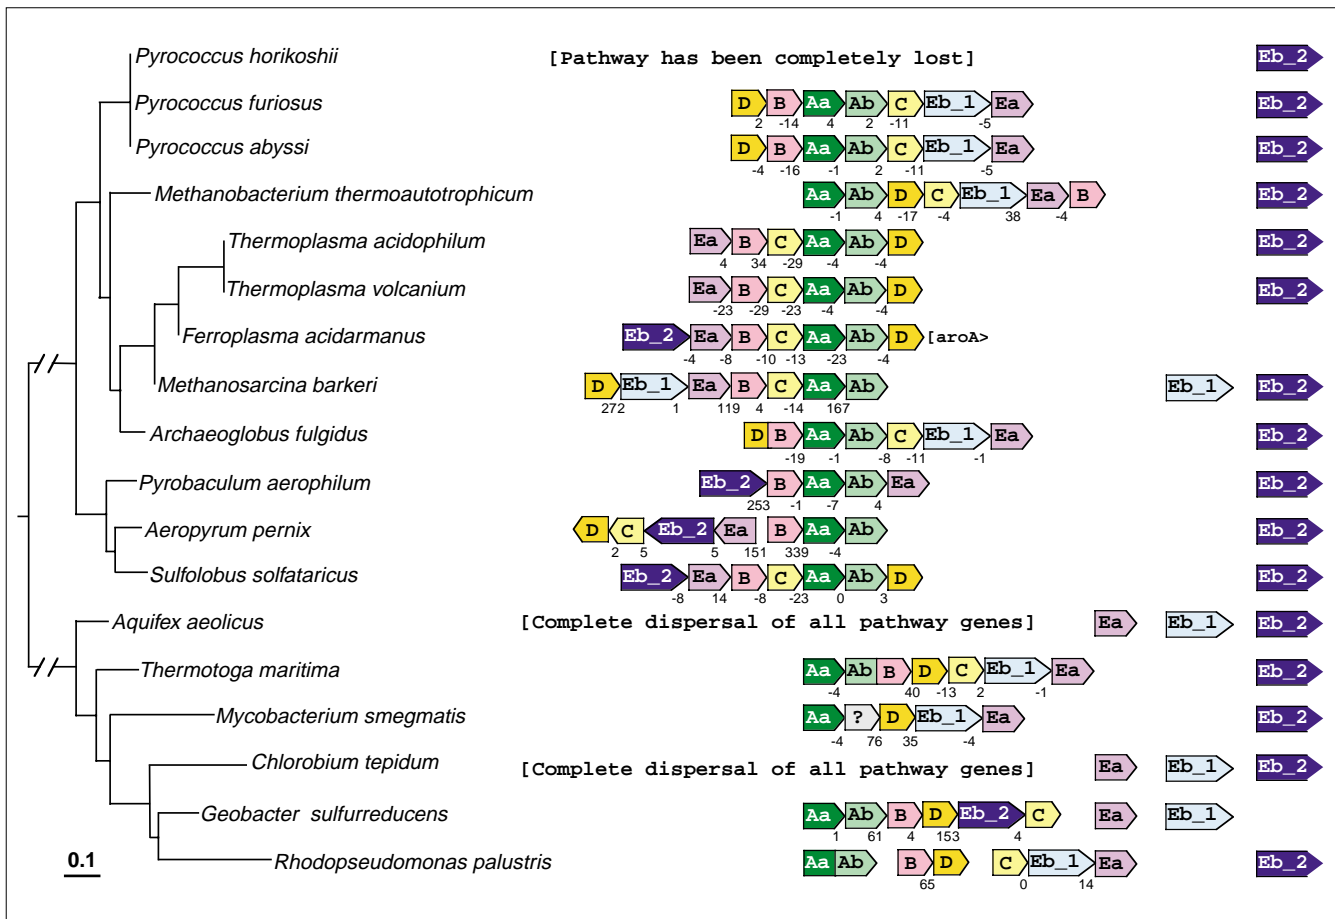 Pyrococcus horikoshii [Pathway has been completely lost] Eb_2
Pyrococcus furiosus D B Aa Ab C Eb_1 Ea Eb_2
2 -14 4 2 -11 -5
Pyrococcus abyssi D B Aa Ab C Eb_1 Ea Eb_2
-4 -16 -1 2 -11 -5
Methanobacterium thermoautotrophicum Aa Ab D C Eb_1 Ea B Eb_2
-1 4 -17 -4 38 -4
Thermoplasma acidophilum Ea B C Aa Ab D Eb_2
4 34 -29 -4 -4
Thermoplasma volcanium Ea B C Aa Ab D Eb_2
-23 -29 -23 -4 -4
Ferroplasma acidarmanus Eb_2 Ea B C Aa Ab D [aroA>
-4 -8 -10 -13 -23 -4
Methanosarcina barkeri D Eb_1 Ea B C Aa Ab Eb_1 Eb_2
272 1 119 4 -14 167
Archaeoglobus fulgidus D B Aa Ab C Eb_1 Ea Eb_2
-19 -1 -8 -11 -1
Pyrobaculum aerophilum Eb_2 B Aa Ab Ea Eb_2
253 -1 -7 4
Aeropyrum pernix D C Eb_2 Ea B Aa Ab Eb_2
2 5 5 151 339 -4
Sulfolobus solfataricus Eb_2 Ea B C Aa Ab D Eb_2
-8 14 -8 -23 0 3
Aquifex aeolicus [Complete dispersal of all pathway genes] Ea Eb_1 Eb_2
Thermotoga maritima Aa Ab B D C Eb_1 Ea Eb_2
-4 40 -13 2 -1
Mycobacterium smegmatis Aa ? D Eb_1 Ea Eb_2
-4 76 35 -4
Chlorobium tepidum [Complete dispersal of all pathway genes] Ea Eb_1 Eb_2
Geobacter sulfurreducens Aa Ab B D Eb_2 C Ea Eb_1
1 61 4 153 4
0.1 Rhodopseudomonas palustris Aa Ab B D C Eb_1 Ea Eb_2
65 0 14